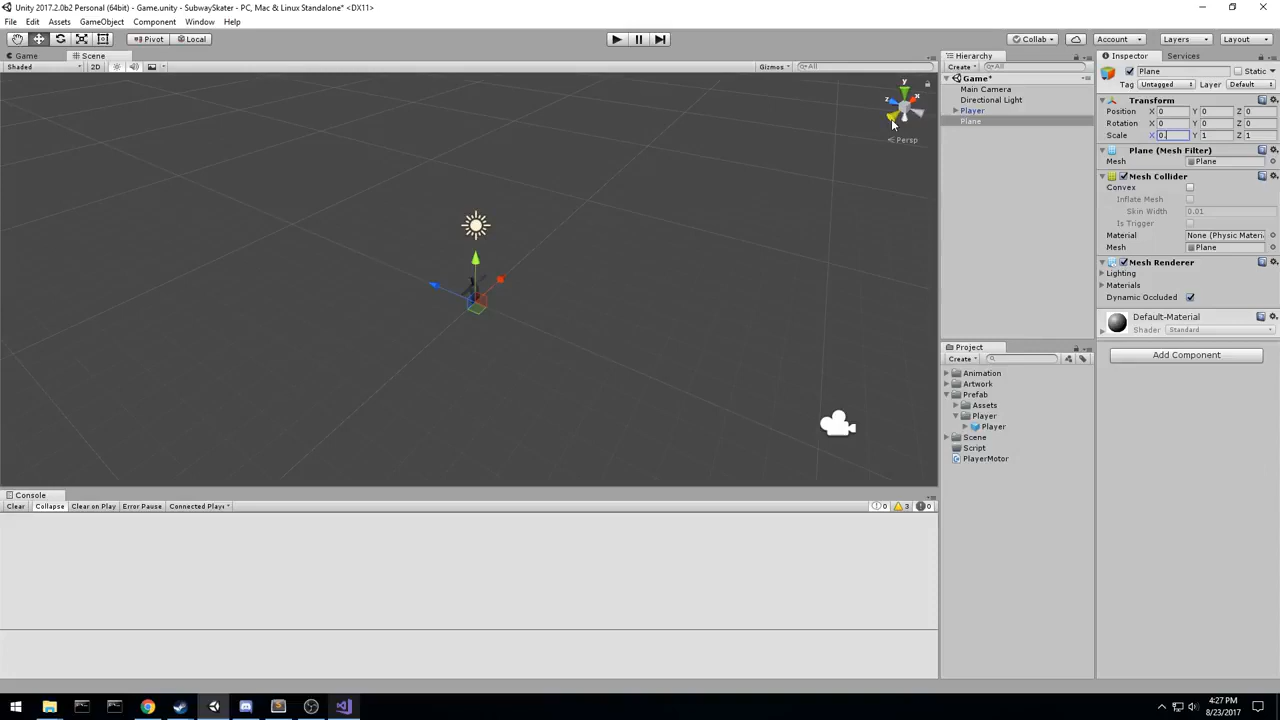 Unity 2017.2.0b2 Personal (64bit) - Game.unity - SubwaySkater - PC, Mac & Linux Standalone* <DX11>
File Edit Assets GameObject Component Window Help
Pivot Local Collab Account Layers Layout
Game Scene Hierarchy Inspector Services
Shaded 2D Gizmos All Create All
Plane Static
Tag Untagged Layer Default
Game*
Main Camera
Directional Light
Player
Plane
Transform
Position X 0 Y 0 Z 0
Rotation X 0 Y 0 Z 0
Scale X 0. Y 1 Z 1
Plane (Mesh Filter)
Mesh Plane
Mesh Collider
Convex
Inflate Mesh
Skin Width 0.01
Is Trigger
Material None (Physic Materi
Mesh Plane
Mesh Renderer
Lighting
Materials
Dynamic Occluded
Default-Material
Shader Standard
Add Component
y
x
z
Persp
Project
Create
Animation
Artwork
Prefab
Assets
Player
Player
Scene
Script
PlayerMotor
Console
Clear Collapse Clear on Play Error Pause Connected Playe 0 3 0
4:27 PM
8/23/2017